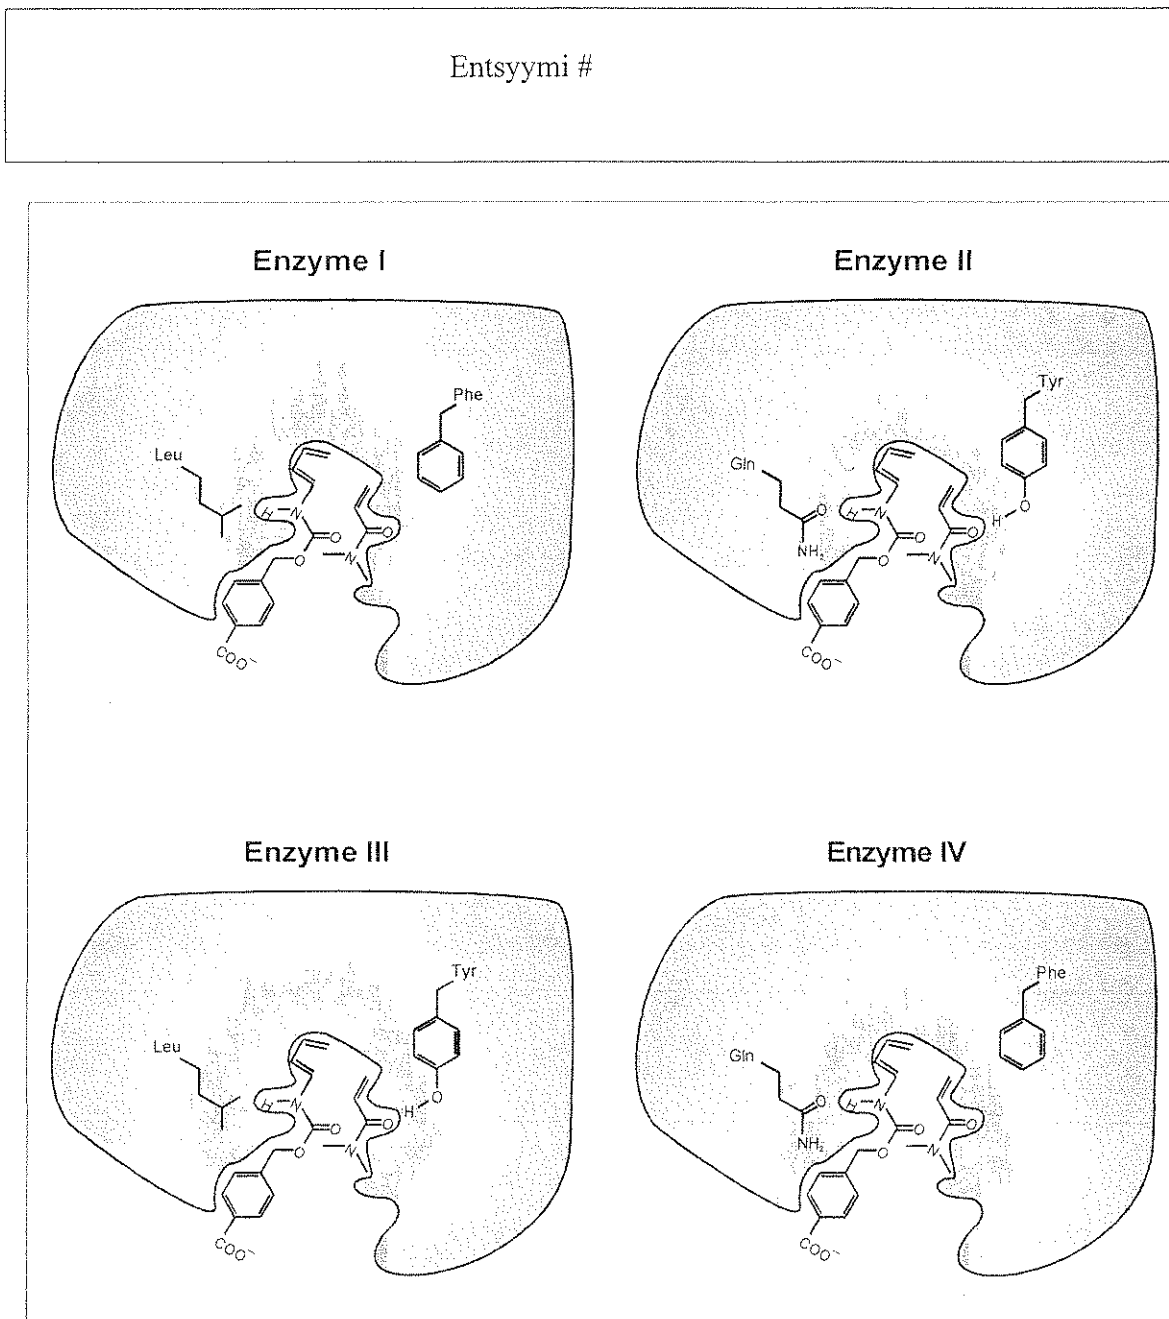 Entsyymi #
Enzyme I
Enzyme II
Phe
Leu
H
N
O
O
O
N
COO⁻
Tyr
Gln
O
NH₂
H
N
O
O
O
N
H
O
COO⁻
Enzyme III
Enzyme IV
Tyr
Leu
H
N
O
O
O
N
H
O
COO⁻
Phe
Gln
O
NH₂
H
N
O
O
O
N
COO⁻